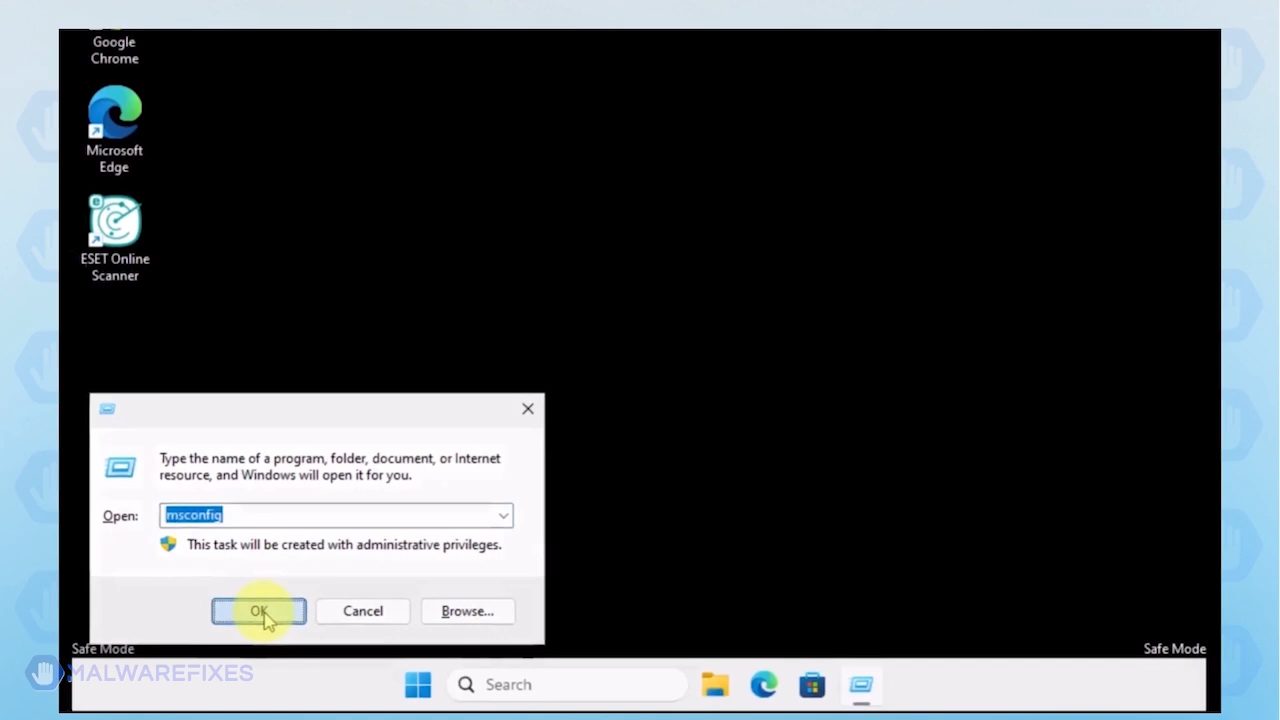 Google
Chrome
Microsoft
Edge
ESET Online
Scanner
Type the name of a program, folder, document, or Internet
resource, and Windows will open it for you.
Open: msconfig
This task will be created with administrative privileges.
OK Cancel Browse...
Safe Mode Safe Mode
MALWAREFIXES
Search